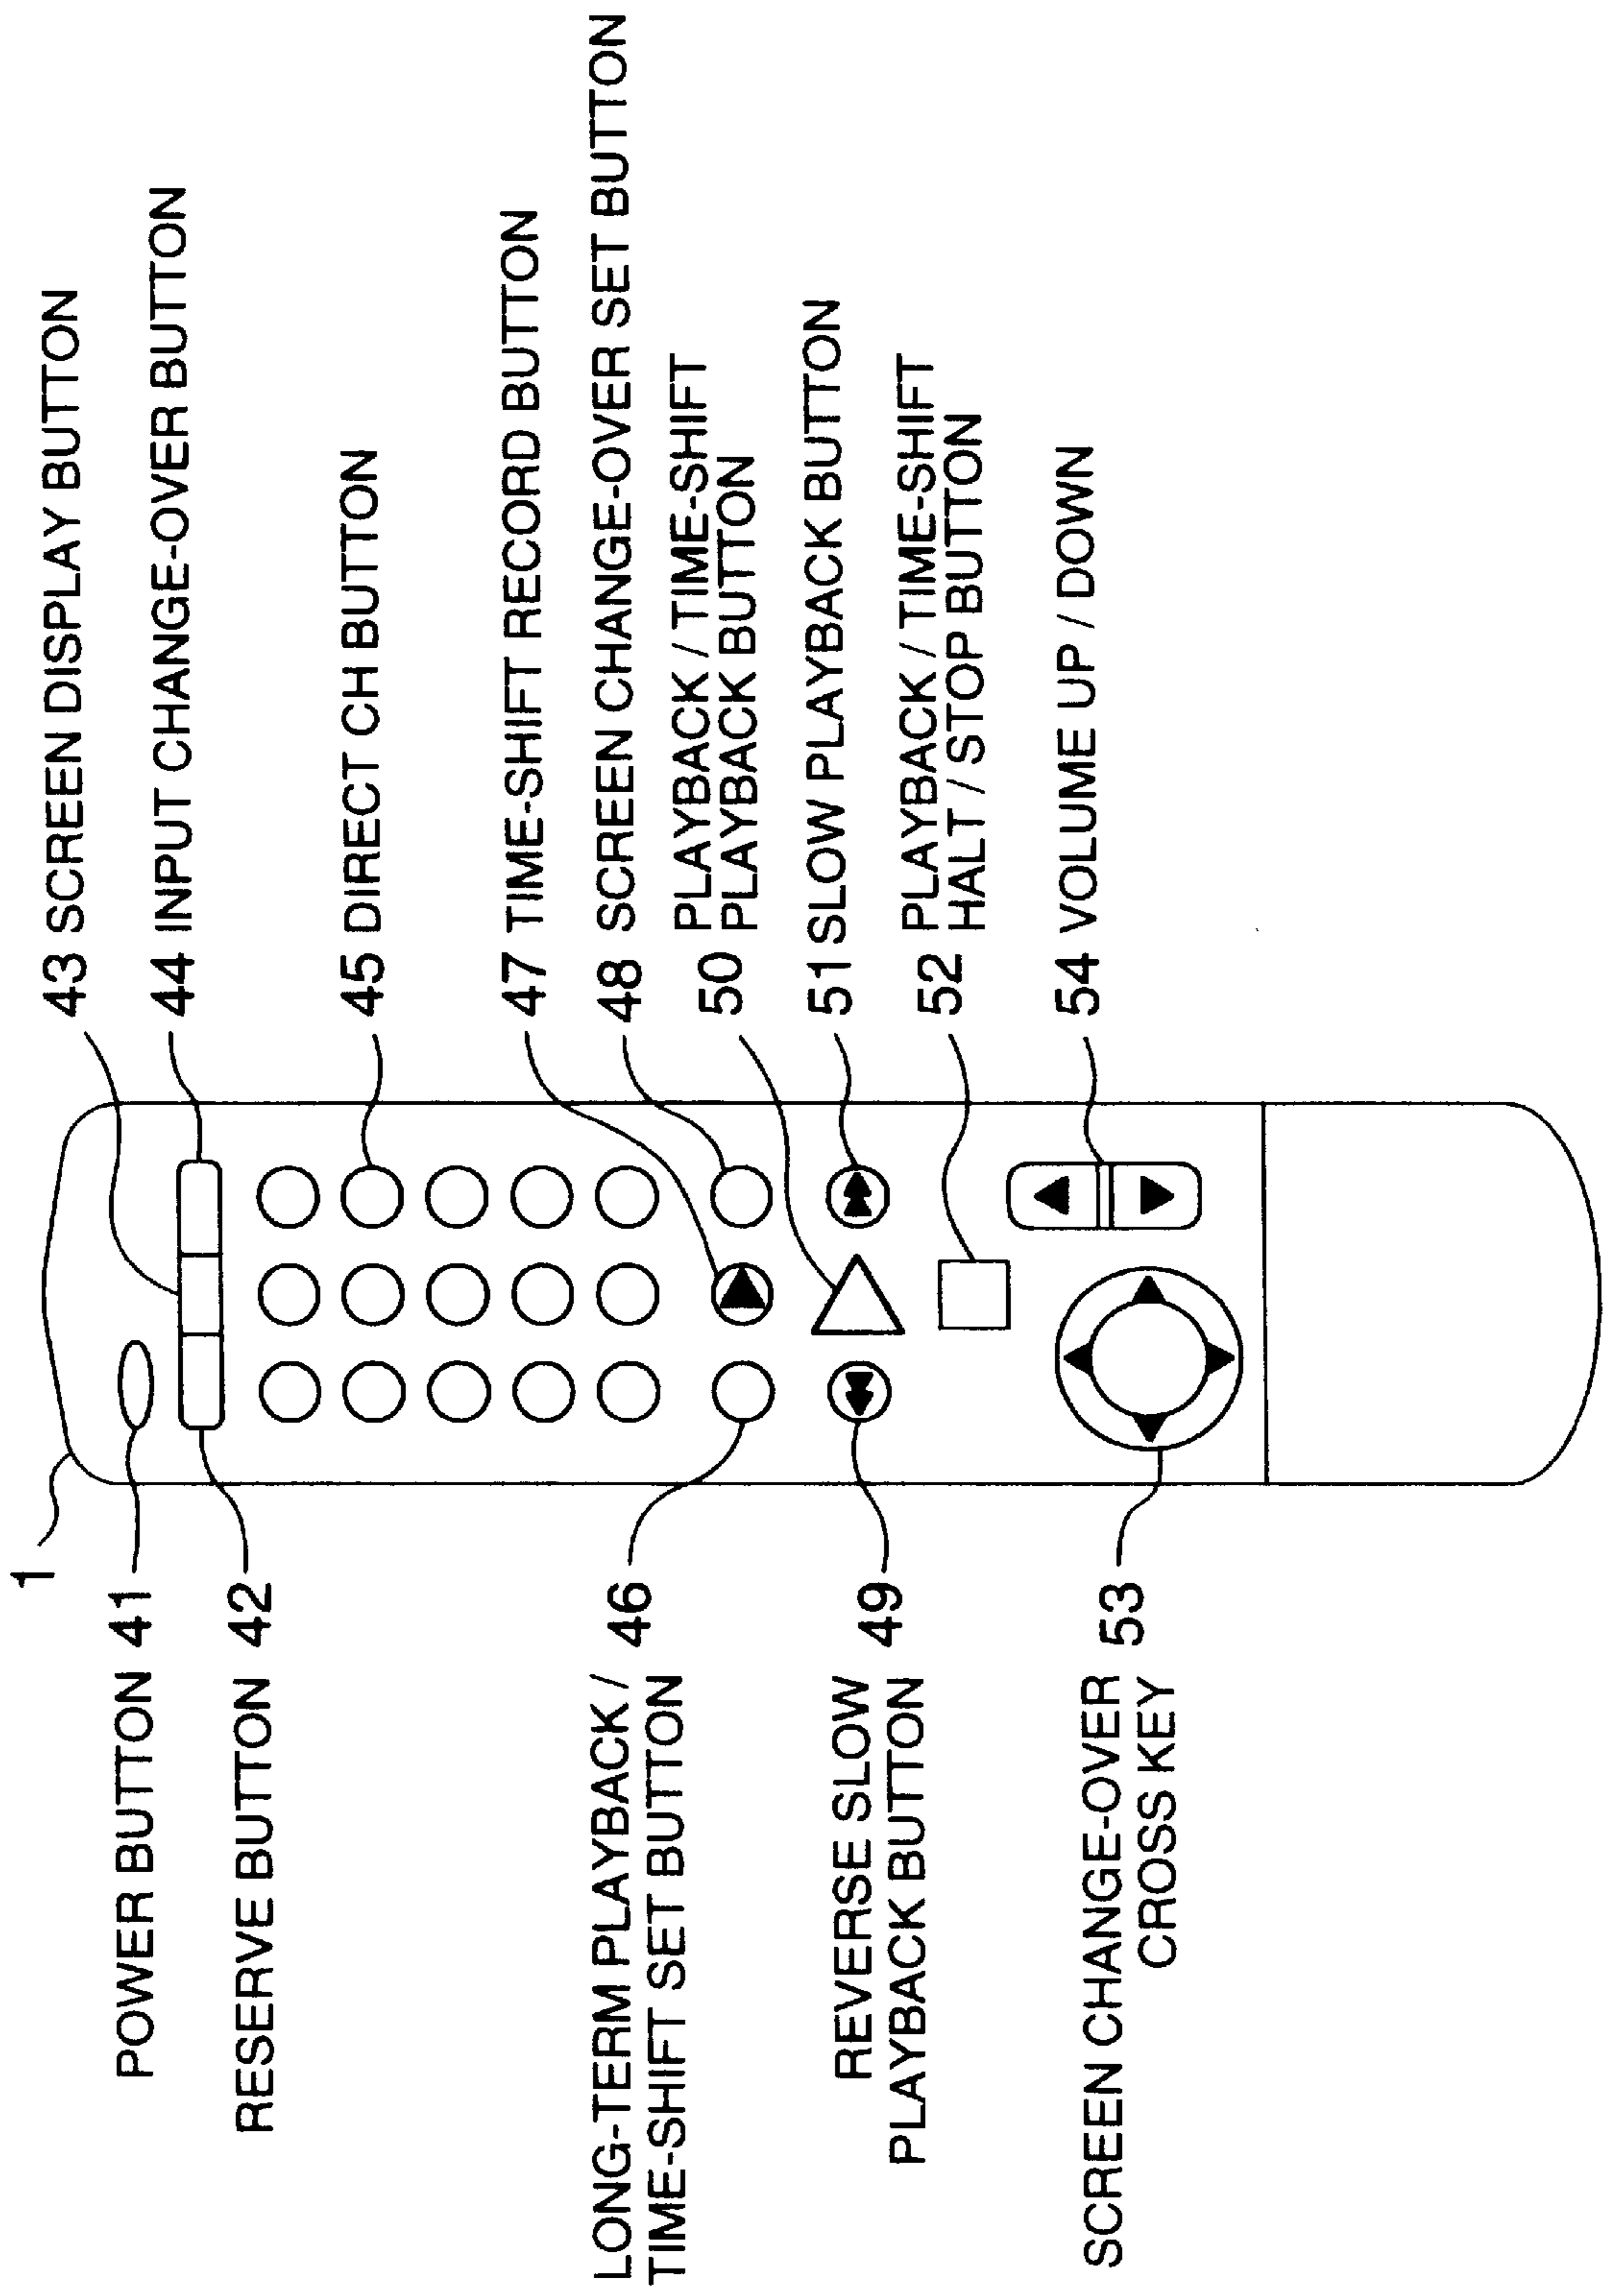 1
POWER BUTTON 41
RESERVE BUTTON 42
43 SCREEN DISPLAY BUTTON
44 INPUT CHANGE-OVER BUTTON
45 DIRECT CH BUTTON
LONG-TERM PLAYBACK /
TIME-SHIFT SET BUTTON
46
47 TIME-SHIFT RECORD BUTTON
48 SCREEN CHANGE-OVER SET BUTTON
REVERSE SLOW
PLAYBACK BUTTON
49
50
PLAYBACK / TIME-SHIFT
PLAYBACK BUTTON
51 SLOW PLAYBACK BUTTON
52
PLAYBACK / TIME-SHIFT
HALT / STOP BUTTON
SCREEN CHANGE-OVER
CROSS KEY
53
54 VOLUME UP / DOWN